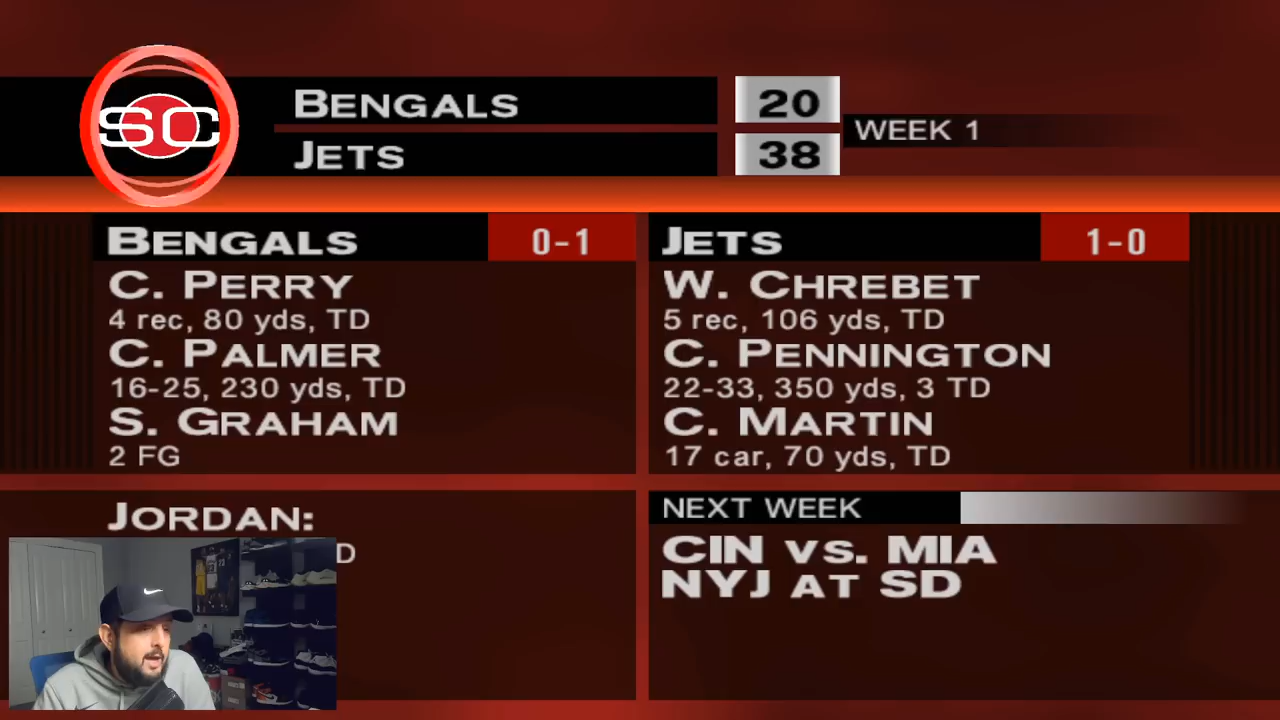 SC
BENGALS 20
JETS 38
WEEK 1
BENGALS 0-1
C. PERRY
4 rec, 80 yds, TD
C. PALMER
16-25, 230 yds, TD
S. GRAHAM
2 FG
JETS 1-0
W. CHREBET
5 rec, 106 yds, TD
C. PENNINGTON
22-33, 350 yds, 3 TD
C. MARTIN
17 car, 70 yds, TD
JORDAN:
NEXT WEEK
CIN VS. MIA
NYJ AT SD